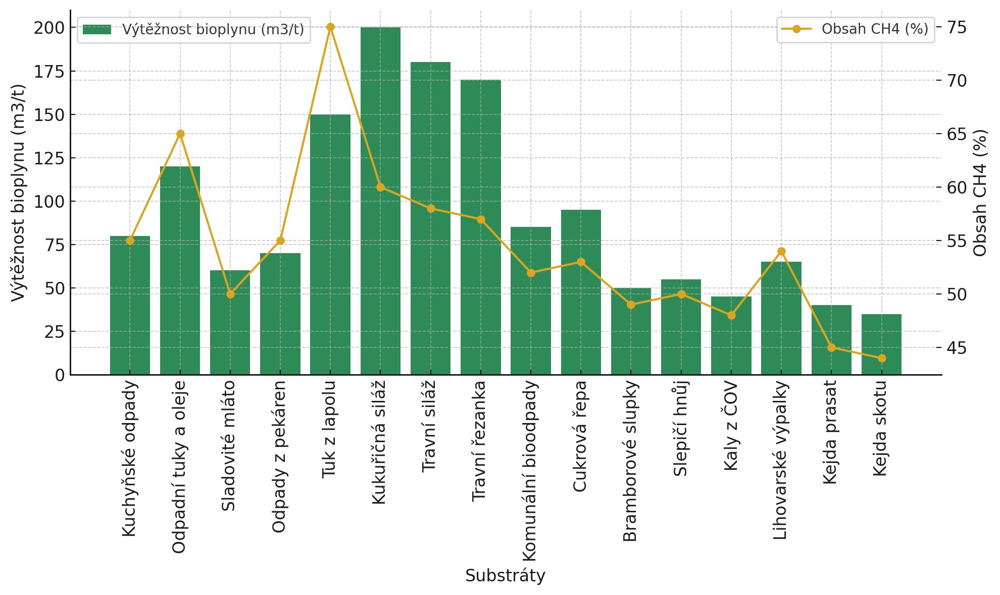 Výtěžnost bioplynu (m3/t)
Obsah CH4 (%)
Výtěžnost bioplynu (m3/t)
200
175
150
125
100
75
50
25
0
75
70
65
60
55
50
45
Obsah CH4 (%)
Kuchyňské odpady
Odpadní tuky a oleje
Sladovité mláto
Odpady z pekáren
Tuk z lapolu
Kukuřičná siláž
Travní siláž
Travní řezanka
Komunální bioodpady
Cukrová řepa
Bramborové slupky
Slepičí hnůj
Kaly z ČOV
Lihovarské výpalky
Kejda prasat
Kejda skotu
Substráty